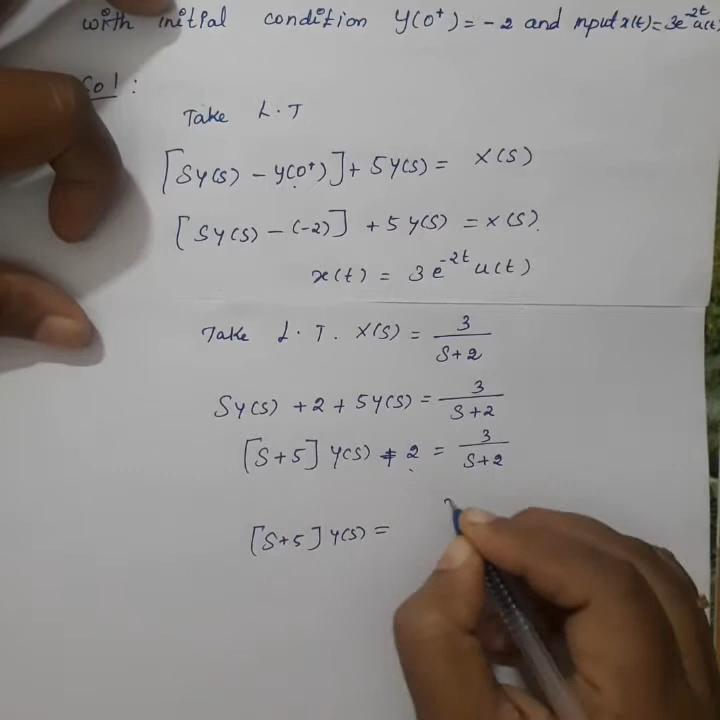 with initial condition y(0⁺) = -2 and input x(t) = 3e^-2t u(t)
Sol :
Take L.T
[Sy(s) - y(0⁺)] + 5y(s) = X(S)
[Sy(s) - (-2)] + 5y(s) = X(S).
x(t) = 3e^-2t u(t)
Take L.T. X(S) = 3/(S+2)
Sy(s) + 2 + 5y(s) = 3/(S+2)
[S+5] y(s) + 2 = 3/(S+2)
[S+5] y(s) =